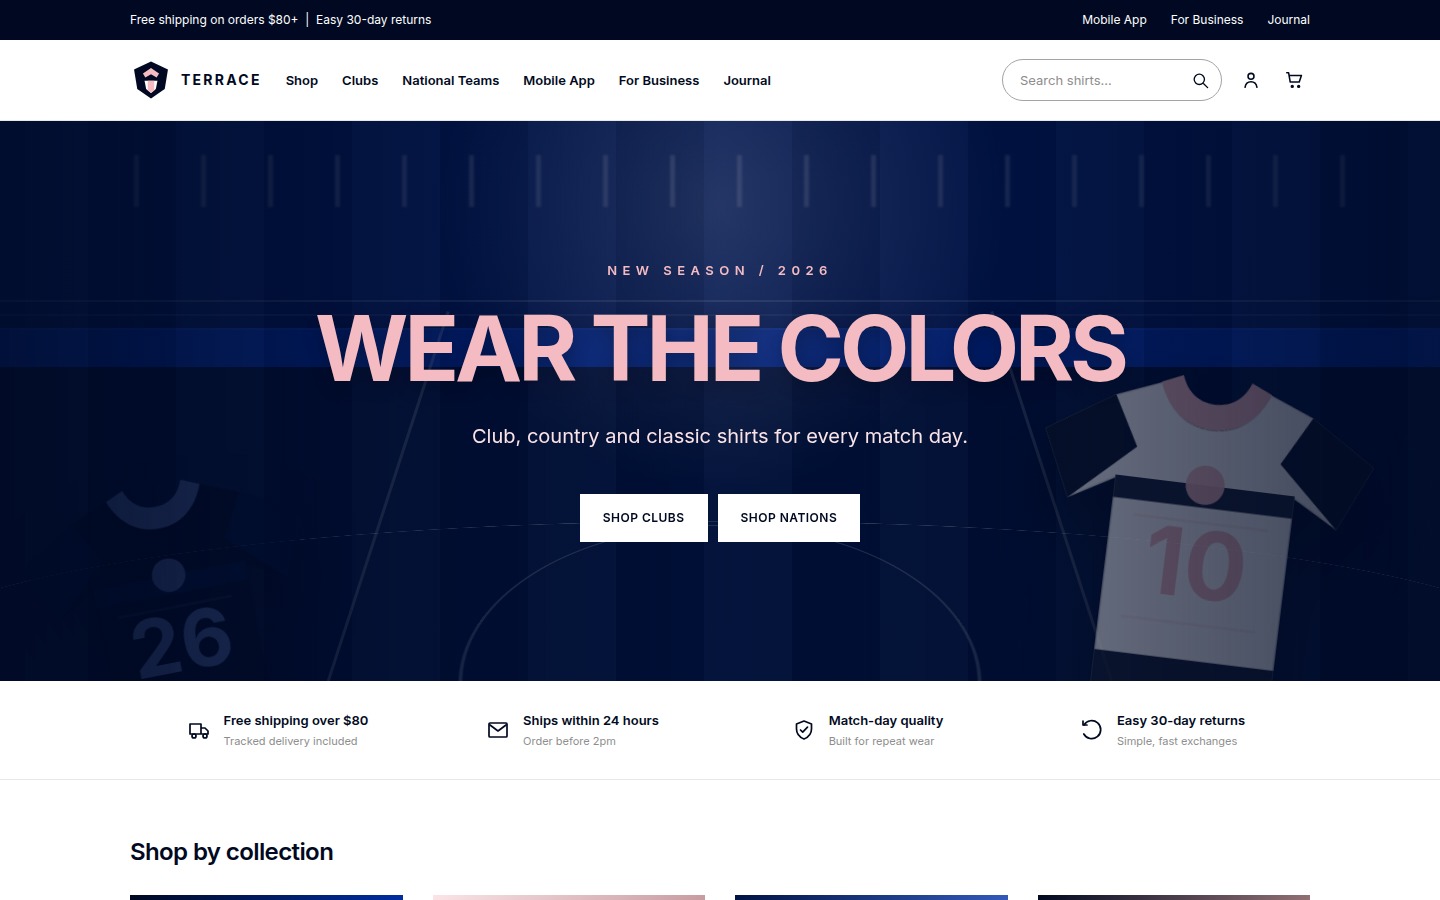 Free shipping on orders $80+ | Easy 30-day returns
Mobile App For Business Journal
TERRACE Shop Clubs National Teams Mobile App For Business Journal
Search shirts...
NEW SEASON / 2026
WEAR THE COLORS
Club, country and classic shirts for every match day.
SHOP CLUBS SHOP NATIONS
10
26
Free shipping over $80
Tracked delivery included
Ships within 24 hours
Order before 2pm
Match-day quality
Built for repeat wear
Easy 30-day returns
Simple, fast exchanges
Shop by collection